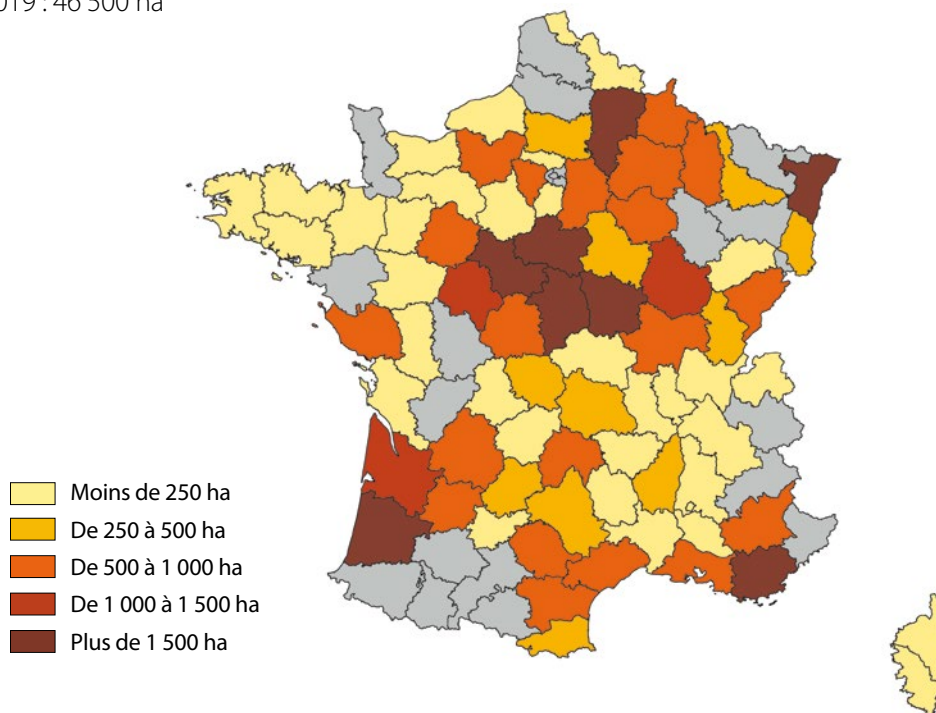 019 : 46 500 ha
Moins de 250 ha
De 250 à 500 ha
De 500 à 1 000 ha
De 1 000 à 1 500 ha
Plus de 1 500 ha